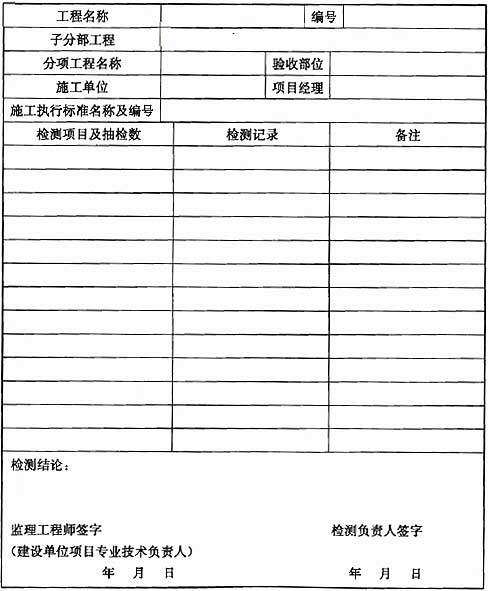 工程名称 编号
子分部工程
分项工程名称 验收部位
施工单位 项目经理
施工执行标准名称及编号
检测项目及抽检数 检测记录 备注
检测结论：
监理工程师签字 检测负责人签字
（建设单位项目专业技术负责人）
年 月 日 年 月 日